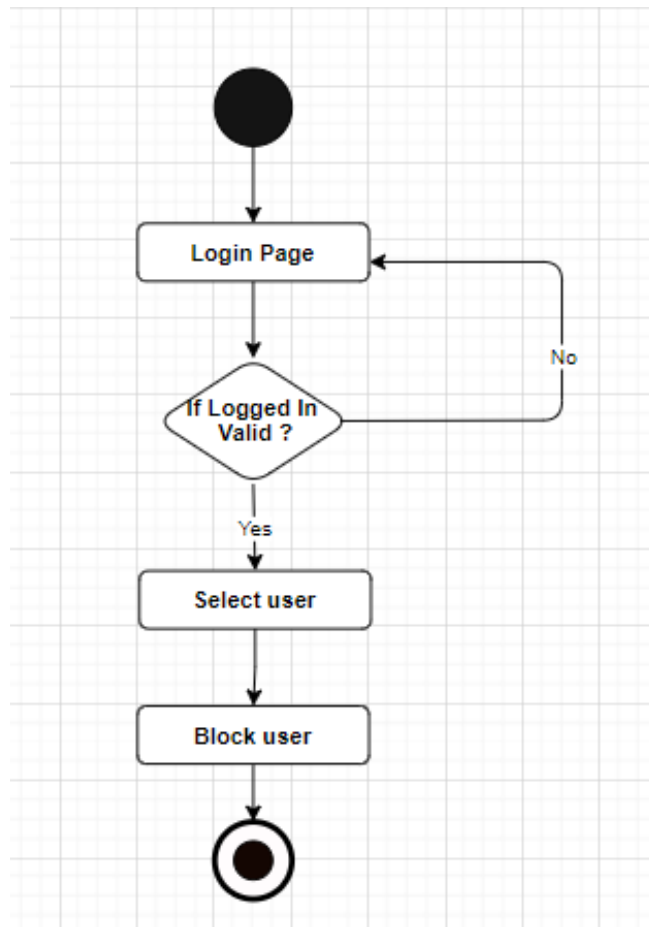 Login Page
No
If Logged In
Valid ?
Yes
Select user
Block user